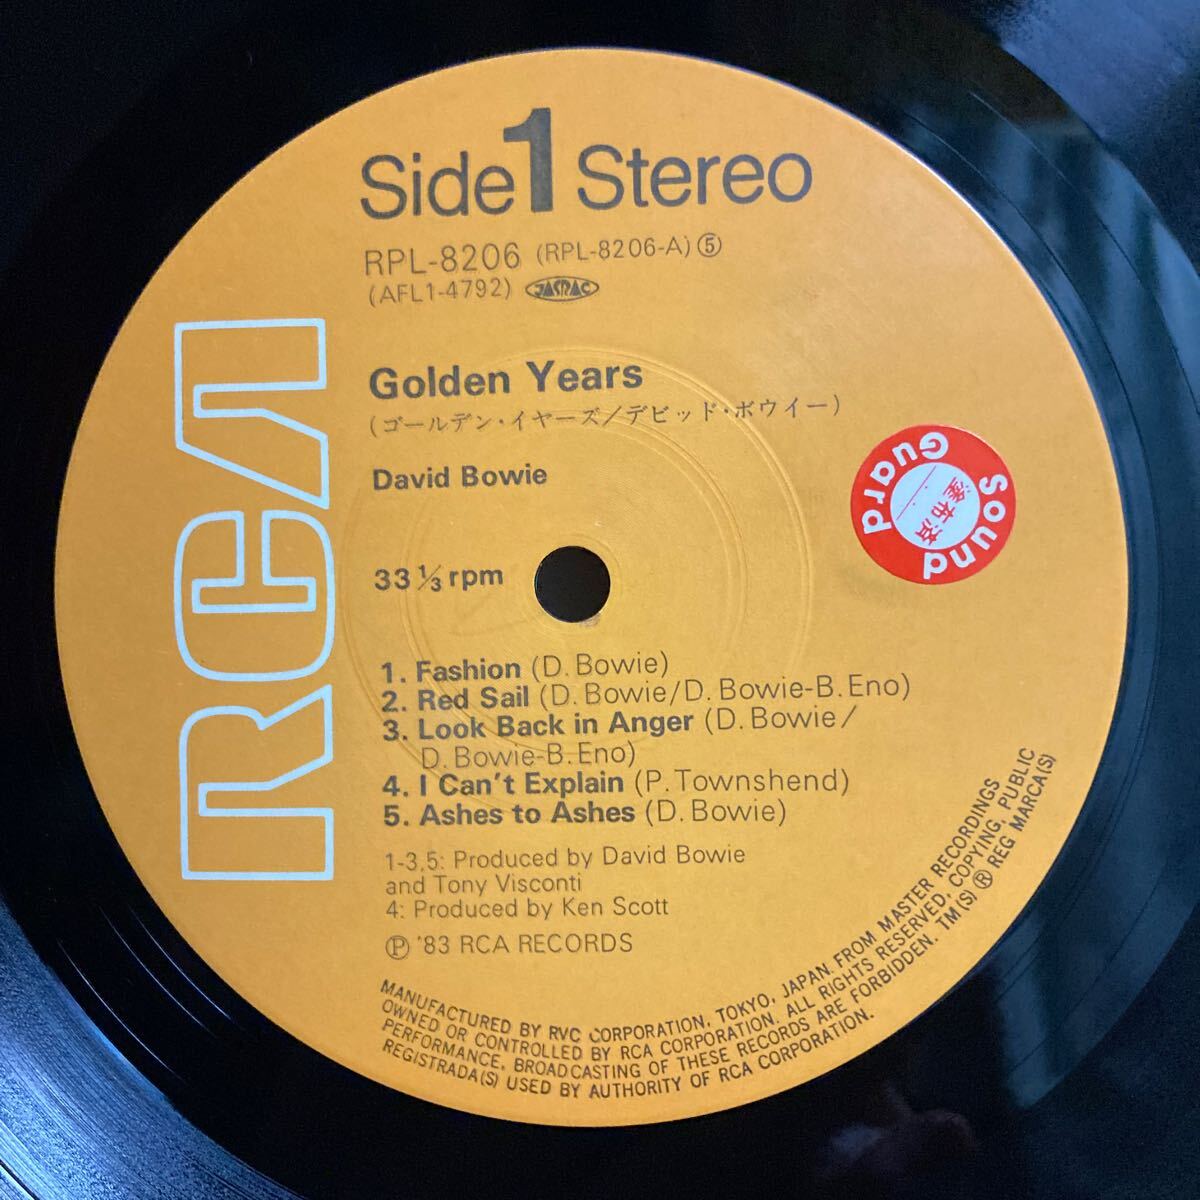 Side 1 Stereo
RPL-8206 (RPL-8206-A) ⑤
(AFL1-4792) JASRAC
Golden Years
(ゴールデン・イヤーズ/デビッド・ボウイー)
David Bowie
33 1/3 rpm
1. Fashion (D. Bowie)
2. Red Sail (D. Bowie/D. Bowie-B. Eno)
3. Look Back in Anger (D. Bowie/
D. Bowie-B. Eno)
4. I Can't Explain (P. Townshend)
5. Ashes to Ashes (D. Bowie)
1-3, 5: Produced by David Bowie
and Tony Visconti
4: Produced by Ken Scott
Ⓟ '83 RCA RECORDS
MANUFACTURED BY RVC CORPORATION, TOKYO, JAPAN. FROM MASTER RECORDINGS
OWNED OR CONTROLLED BY RCA CORPORATION. ALL RIGHTS RESERVED, COPYING, PUBLIC
PERFORMANCE, BROADCASTING OF THESE RECORDS ARE FORBIDDEN. TM(S) ® REG MARCA(S)
REGISTRADA(S) USED BY AUTHORITY OF RCA CORPORATION.
RCA
Sound
Guard
塗布済